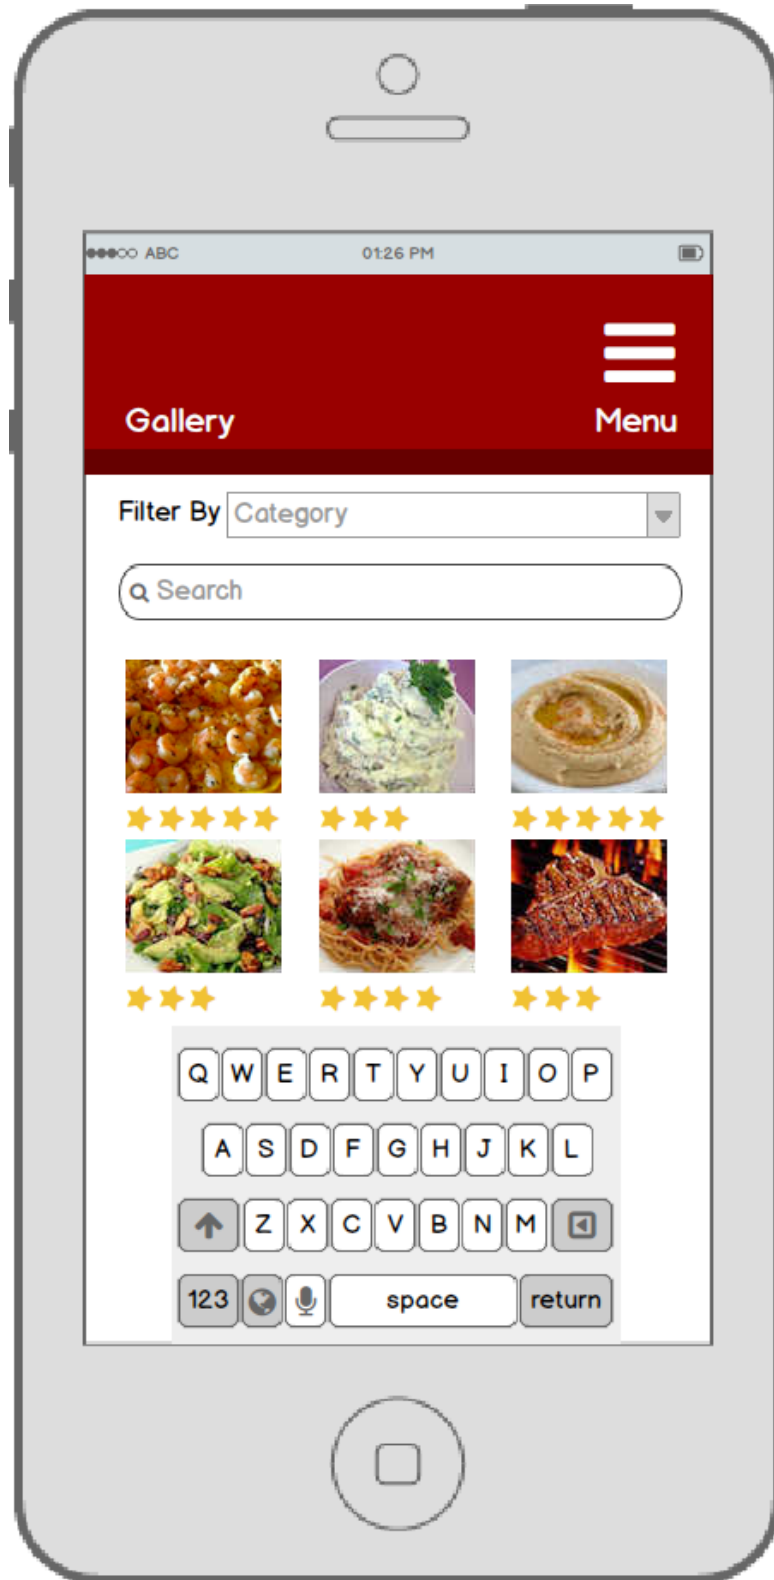 ABC 01:26 PM
Gallery Menu
Filter By Category
Search
Q W E R T Y U I O P
A S D F G H J K L
Z X C V B N M
123 space return